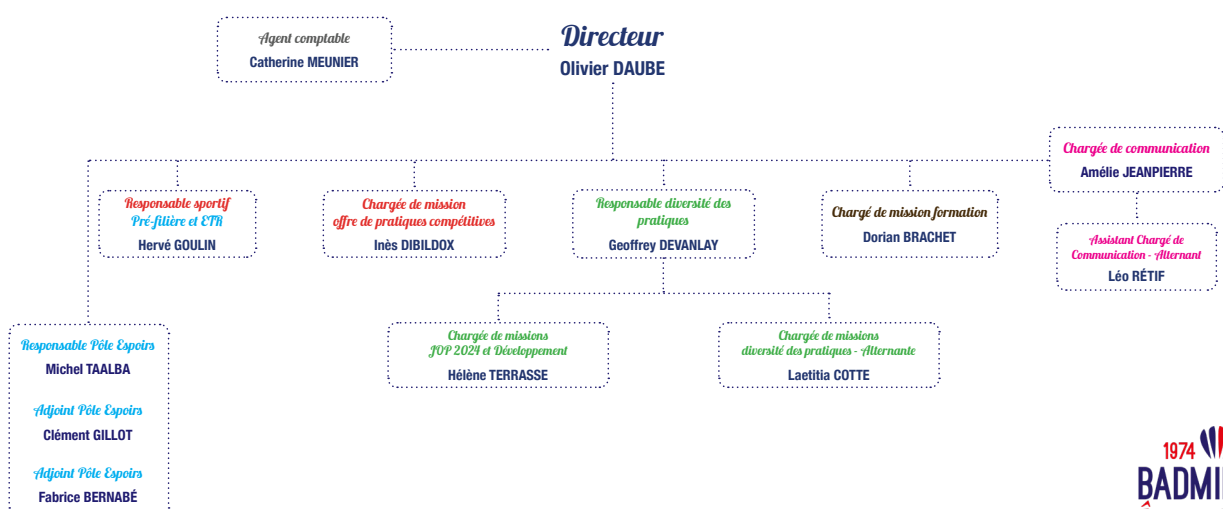 Agent comptable
Catherine MEUNIER
Directeur
Olivier DAUBE
Chargée de communication
Amélie JEANPIERRE
Responsable sportif
Pré-filière et ETR
Hervé GOULIN
Chargée de mission
offre de pratiques compétitives
Inès DIBILDOX
Responsable diversité des
pratiques
Geoffrey DEVANLAY
Chargé de mission formation
Dorian BRACHET
Assistant Chargé de
Communication - Alternant
Léo RÉTIF
Responsable Pôle Espoirs
Michel TAALBA
Adjoint Pôle Espoirs
Clément GILLOT
Adjoint Pôle Espoirs
Fabrice BERNABÉ
Chargée de missions
JOP 2024 et Développement
Hélène TERRASSE
Chargée de missions
diversité des pratiques - Alternante
Laetitia COTTE
1974